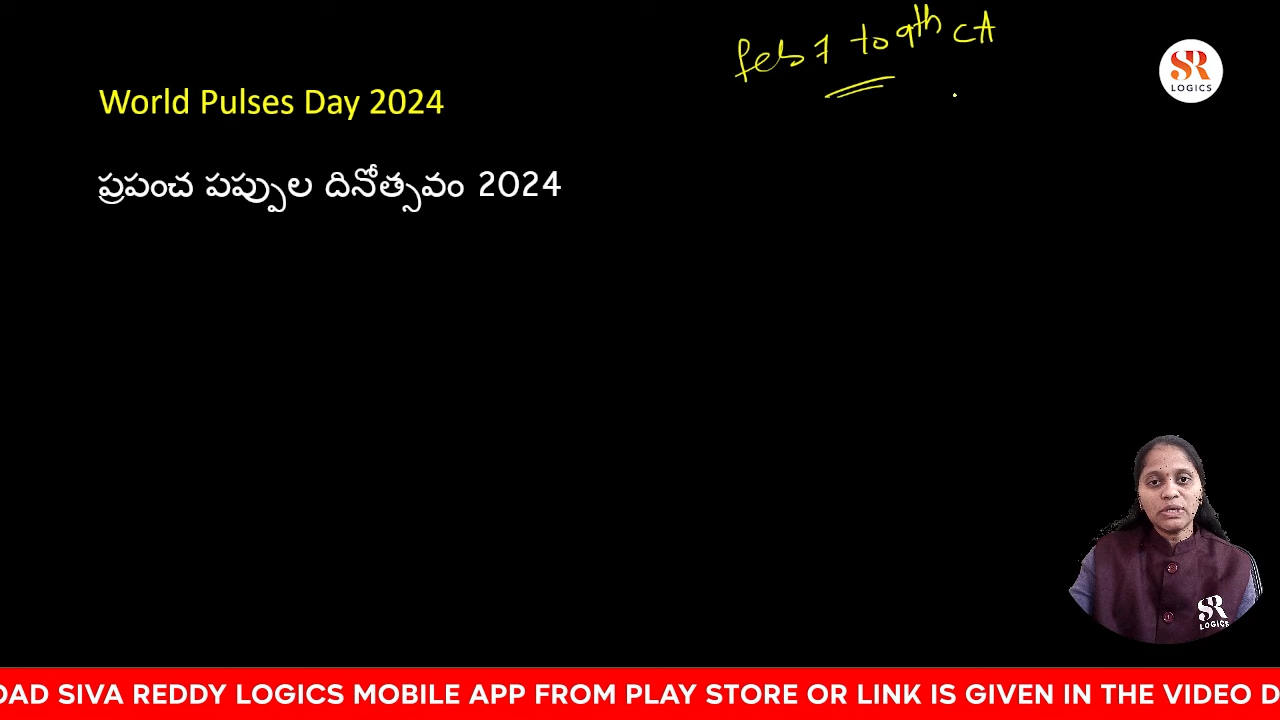 feb 7 to 9th CA
SR
LOGICS
World Pulses Day 2024
ప్రపంచ పప్పుల దినోత్సవం 2024
SR
LOGICS
OAD SIVA REDDY LOGICS MOBILE APP FROM PLAY STORE OR LINK IS GIVEN IN THE VIDEO D